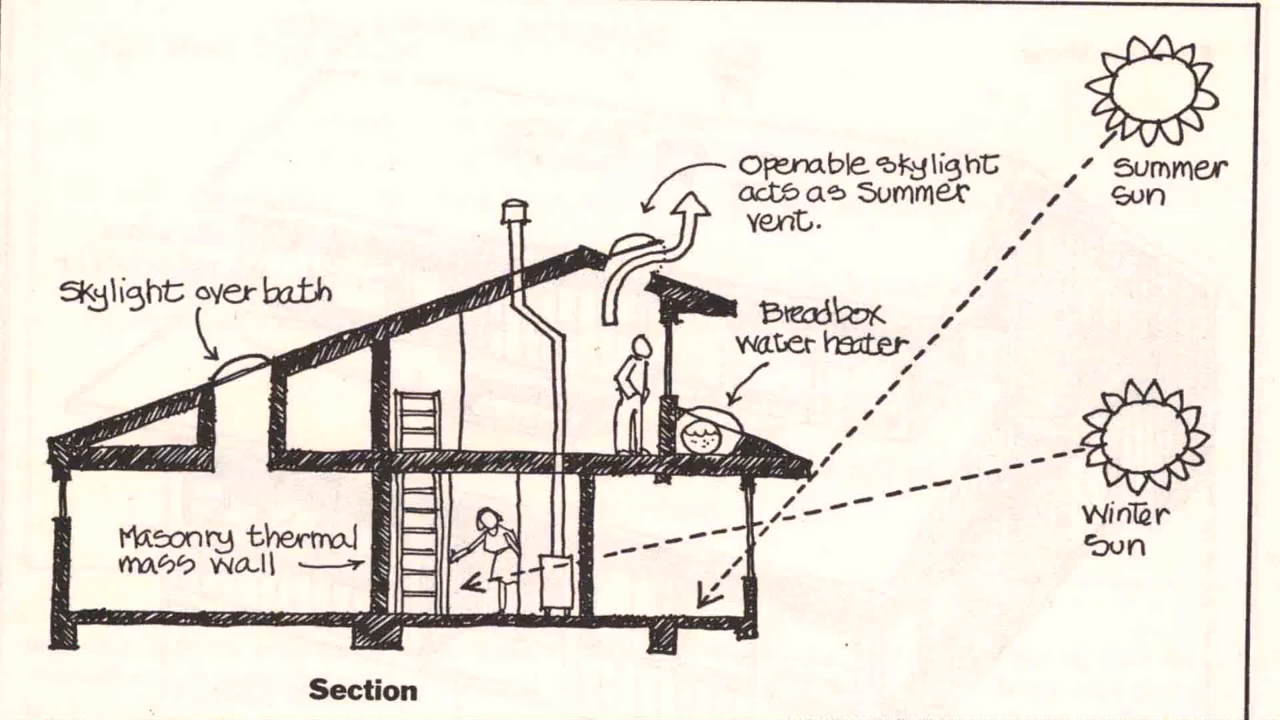 Summer
Sun
Openable skylight
acts as Summer
vent.
Skylight over bath
Breadbox
water heater
Winter
Sun
Masonry thermal
mass wall
Section